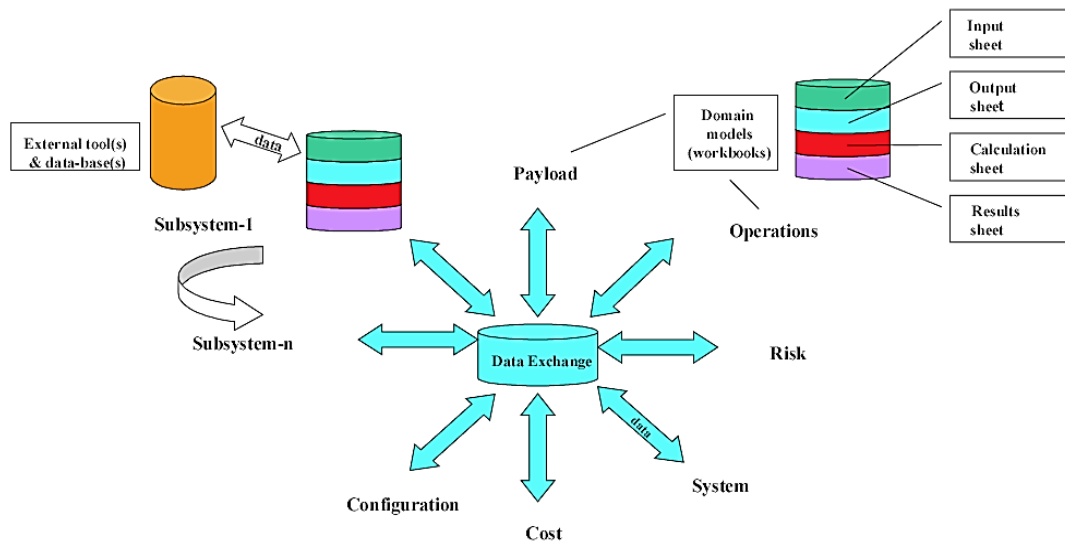 Input
sheet
Output
sheet
Calculation
sheet
Results
sheet
Domain
models
(workbooks)
External tool(s)
& data-base(s)
data
Payload
Subsystem-1
Operations
Subsystem-n
Data Exchange
Risk
data
System
Configuration
Cost